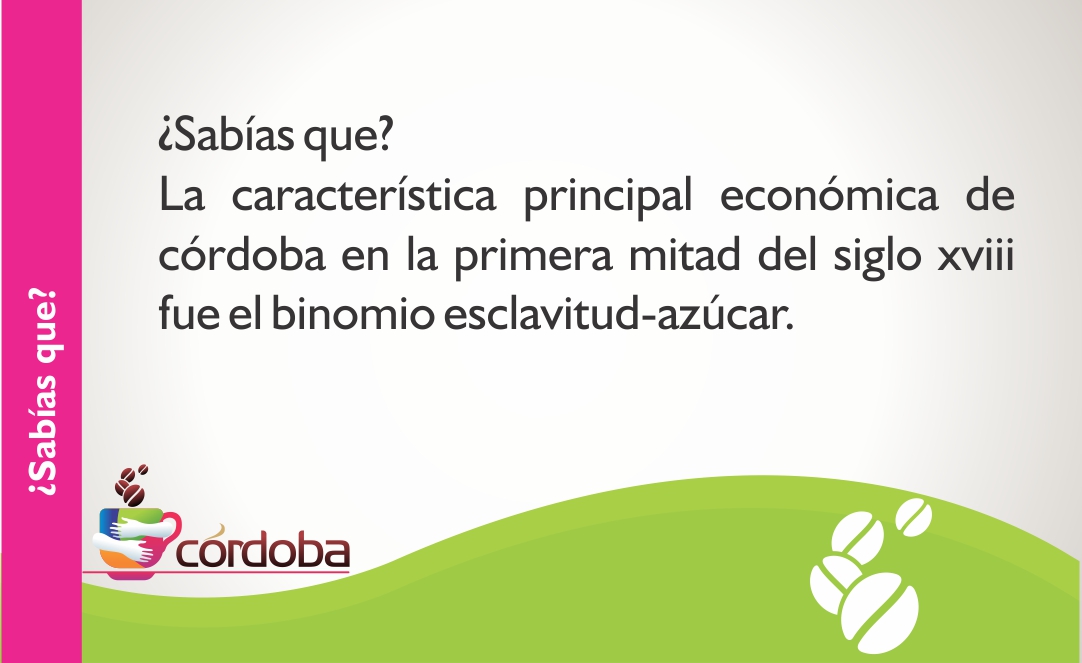 ¿Sabías que?
La característica principal económica de
córdoba en la primera mitad del siglo xviii
fue el binomio esclavitud-azúcar.
¿Sabías que?
córdoba